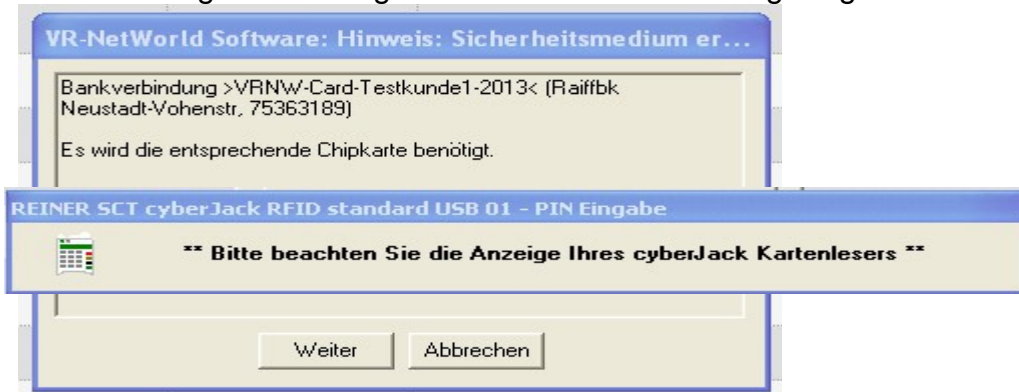 VR-NetWorld Software: Hinweis: Sicherheitsmedium er...
Bankverbindung >VRNW-Card-Testkunde1-2013< (Raiffbk
Neustadt-Vohenstr, 75363189)
Es wird die entsprechende Chipkarte benötigt.
REINER SCT cyberJack RFID standard USB 01 - PIN Eingabe
** Bitte beachten Sie die Anzeige Ihres cyberJack Kartenlesers **
Weiter Abbrechen